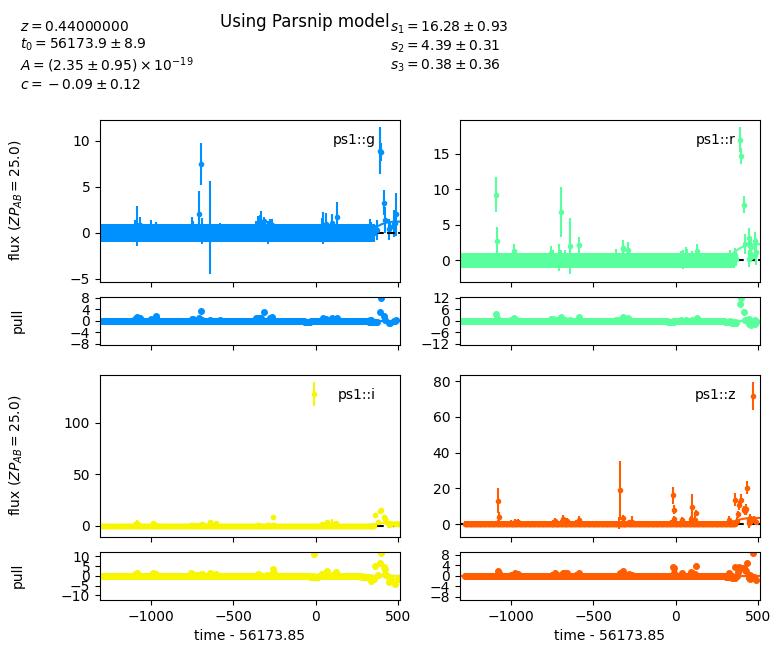 Using Parsnip model
z = 0.44000000
t0 = 56173.9 ± 8.9
A = (2.35 ± 0.95) × 10^−19
c = −0.09 ± 0.12
s1 = 16.28 ± 0.93
s2 = 4.39 ± 0.31
s3 = 0.38 ± 0.36
flux (ZP_AB = 25.0)
10
5
0
−5
ps1::g
15
10
5
0
ps1::r
pull
8
4
0
−4
−8
12
6
0
−6
−12
flux (ZP_AB = 25.0)
100
50
0
ps1::i
80
60
40
20
0
ps1::z
pull
10
5
0
−5
−10
8
4
0
−4
−8
−1000
−500
0
500
time - 56173.85
−1000
−500
0
500
time - 56173.85